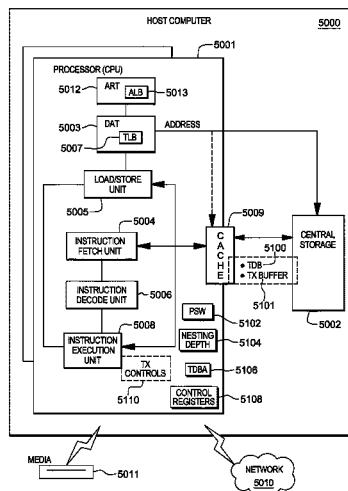 HOST COMPUTER
5000
PROCESSOR (CPU)
5001
5012
ART
ALB
5013
5003
DAT
ADDRESS
5007
TLB
LOAD/STORE
UNIT
5005
5009
5004
INSTRUCTION
FETCH UNIT
CACHE
5100
• TDB
• TX BUFFER
5101
CENTRAL
STORAGE
5002
INSTRUCTION
DECODE UNIT
5006
PSW
5102
5008
INSTRUCTION
EXECUTION
UNIT
NESTING
DEPTH
5104
TX
CONTROLS
5110
TDBA
5106
CONTROL
REGISTERS
5108
MEDIA
5011
NETWORK
5010